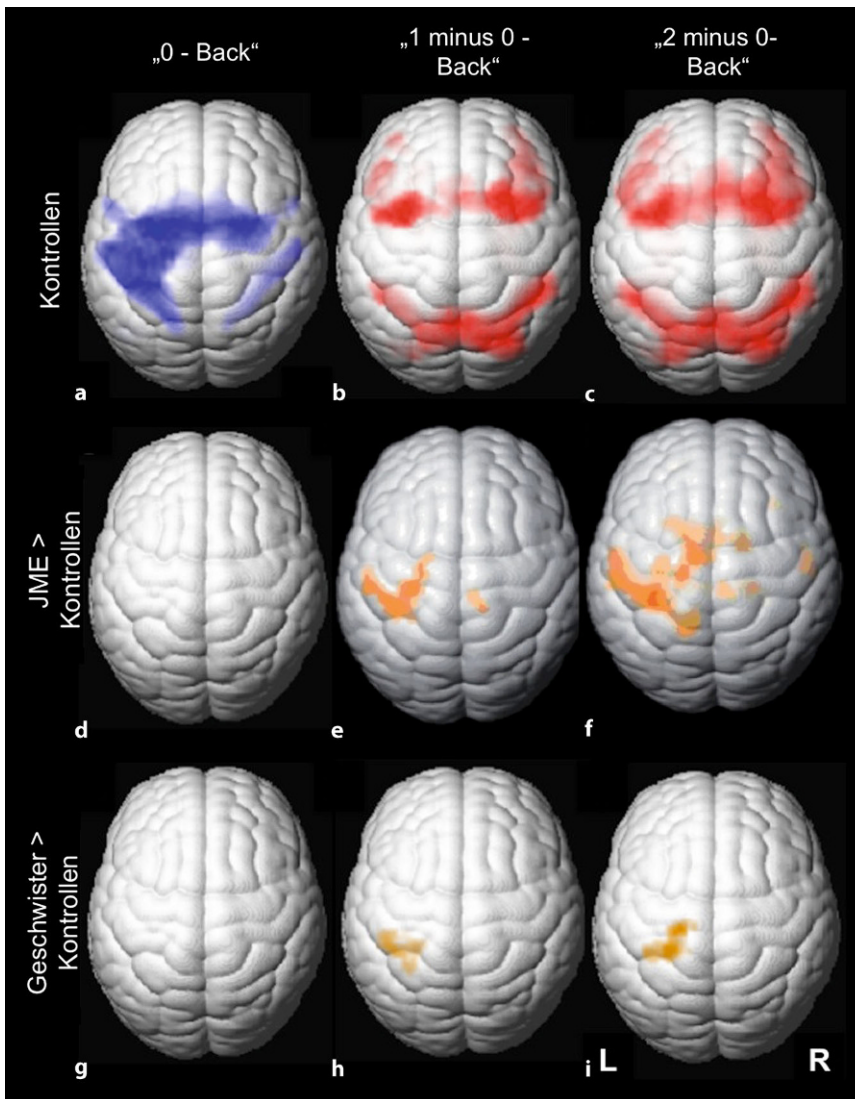 „0 - Back“
„1 minus 0 -
Back“
„2 minus 0-
Back“
Kontrollen
a
b
c
JME >
Kontrollen
d
e
f
Geschwister >
Kontrollen
g
h
i
L
R